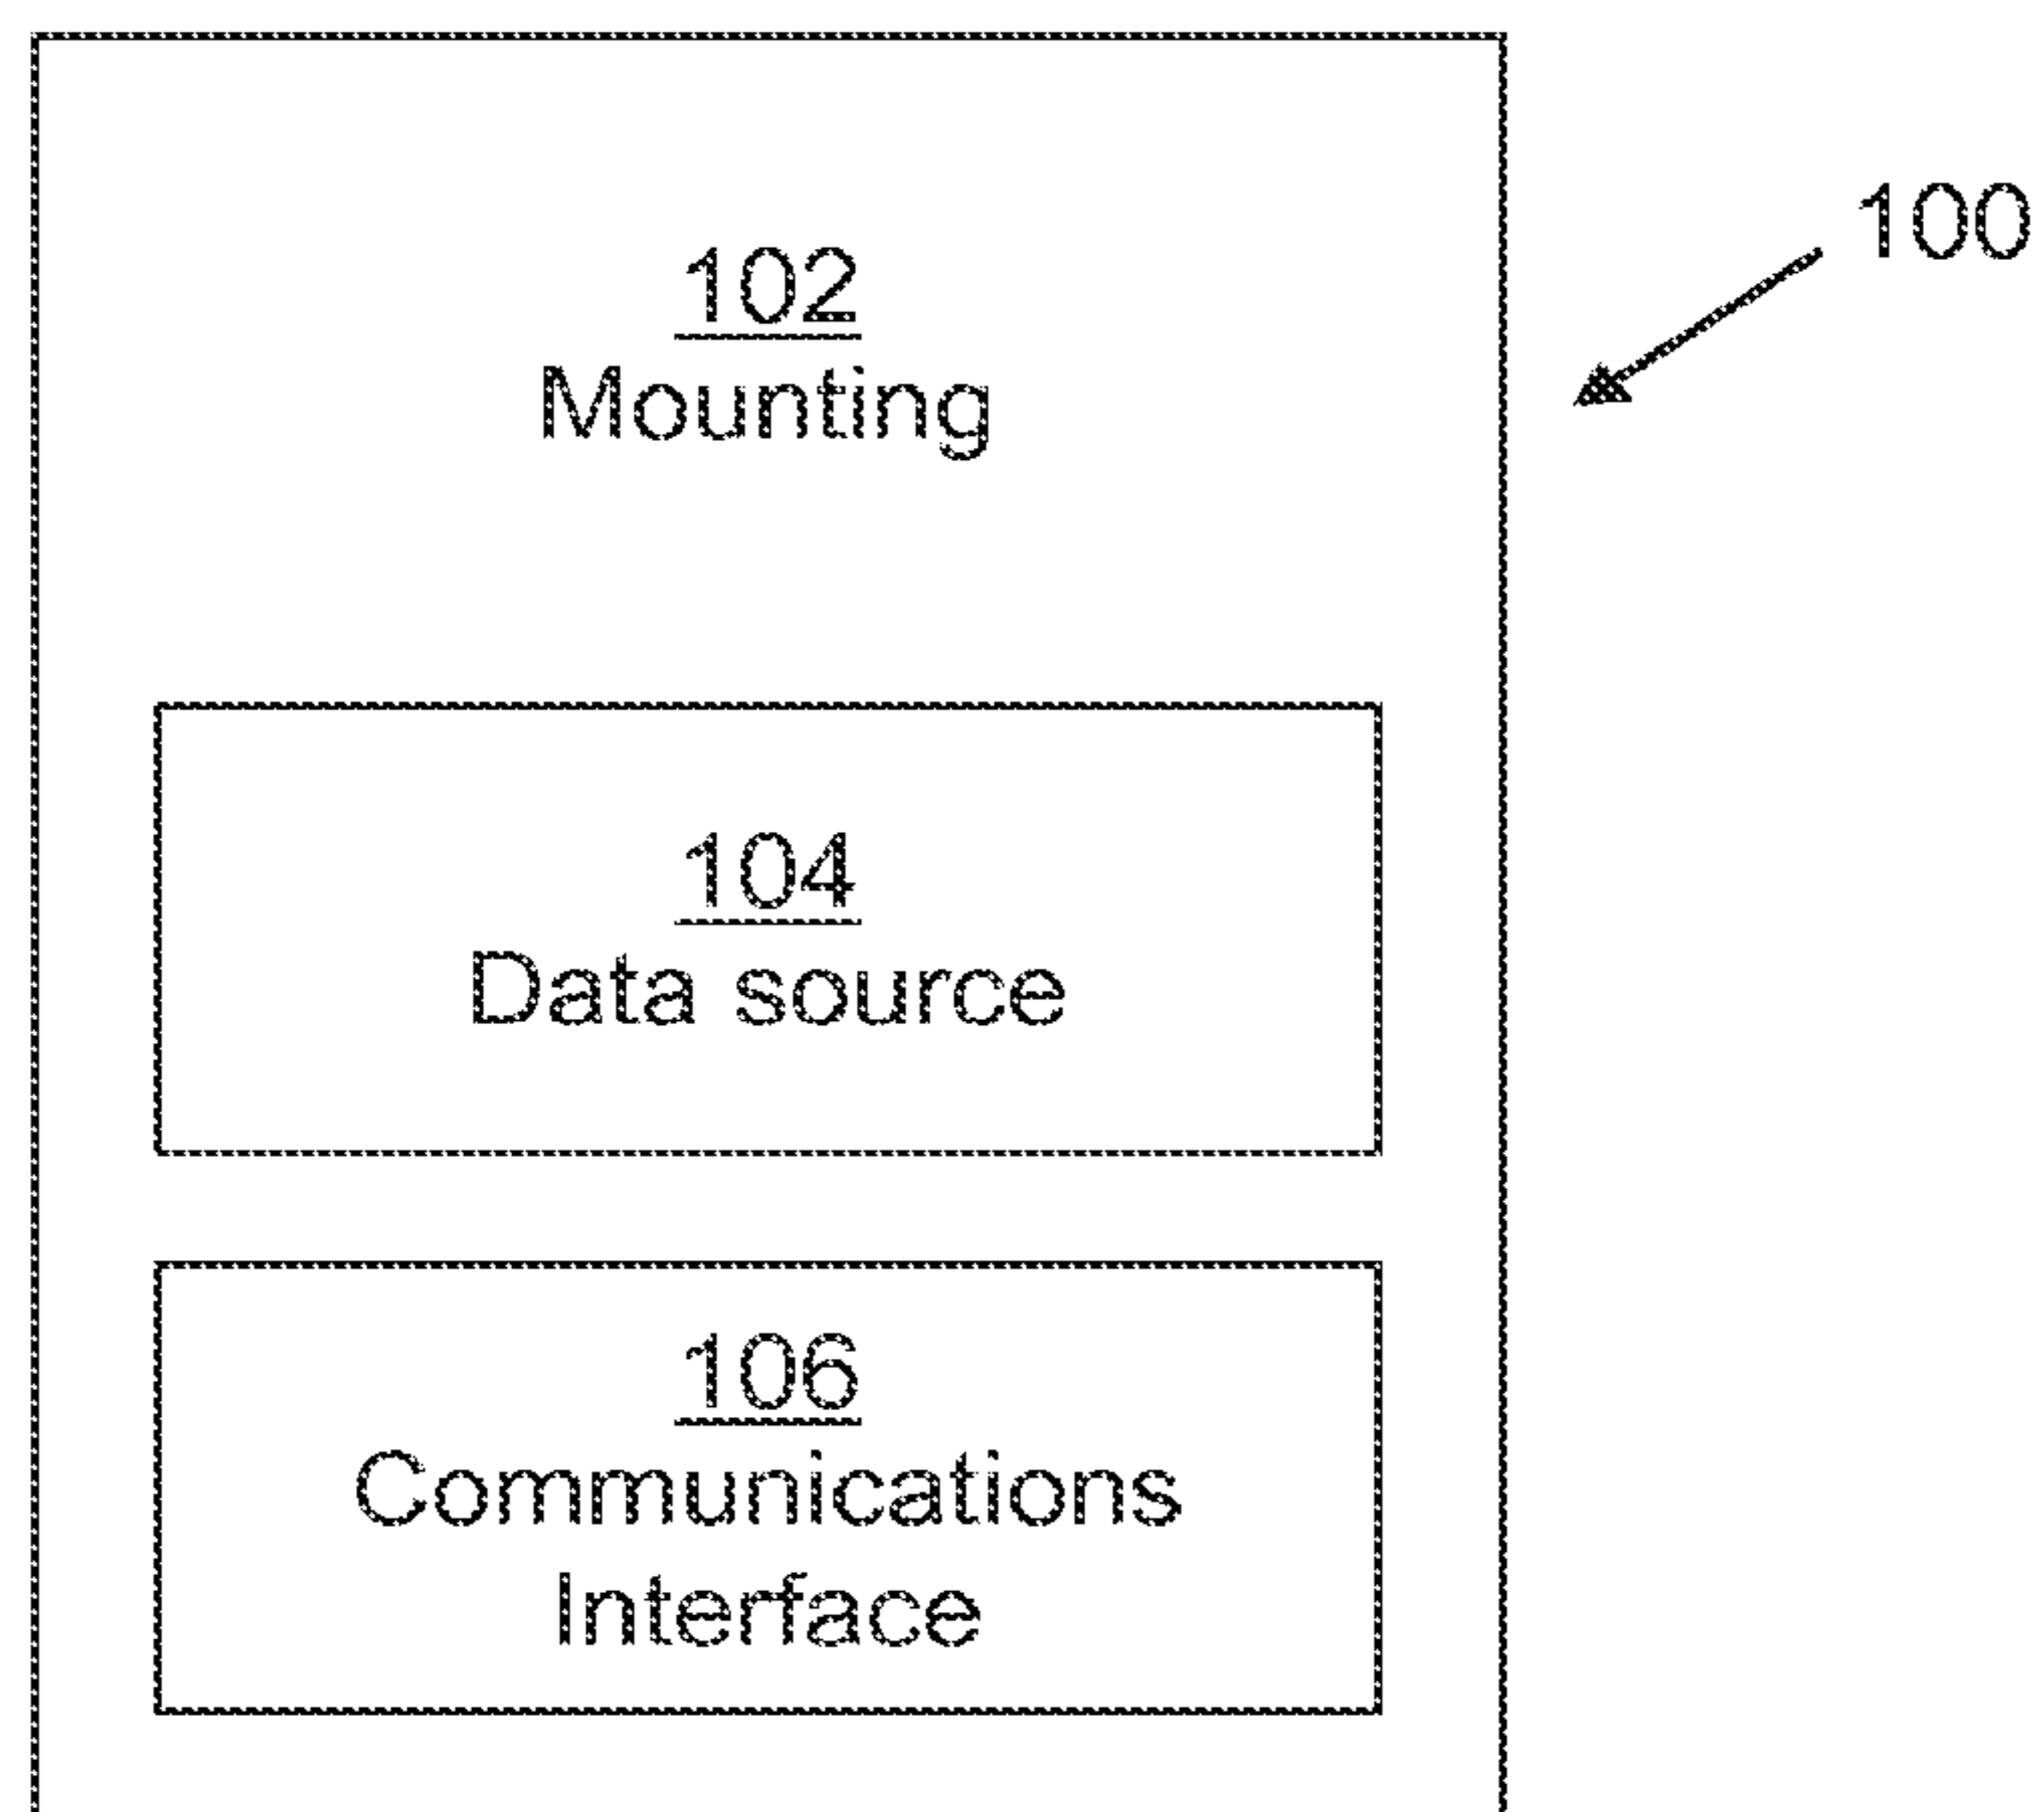 100
102
Mounting
104
Data source
106
Communications
Interface